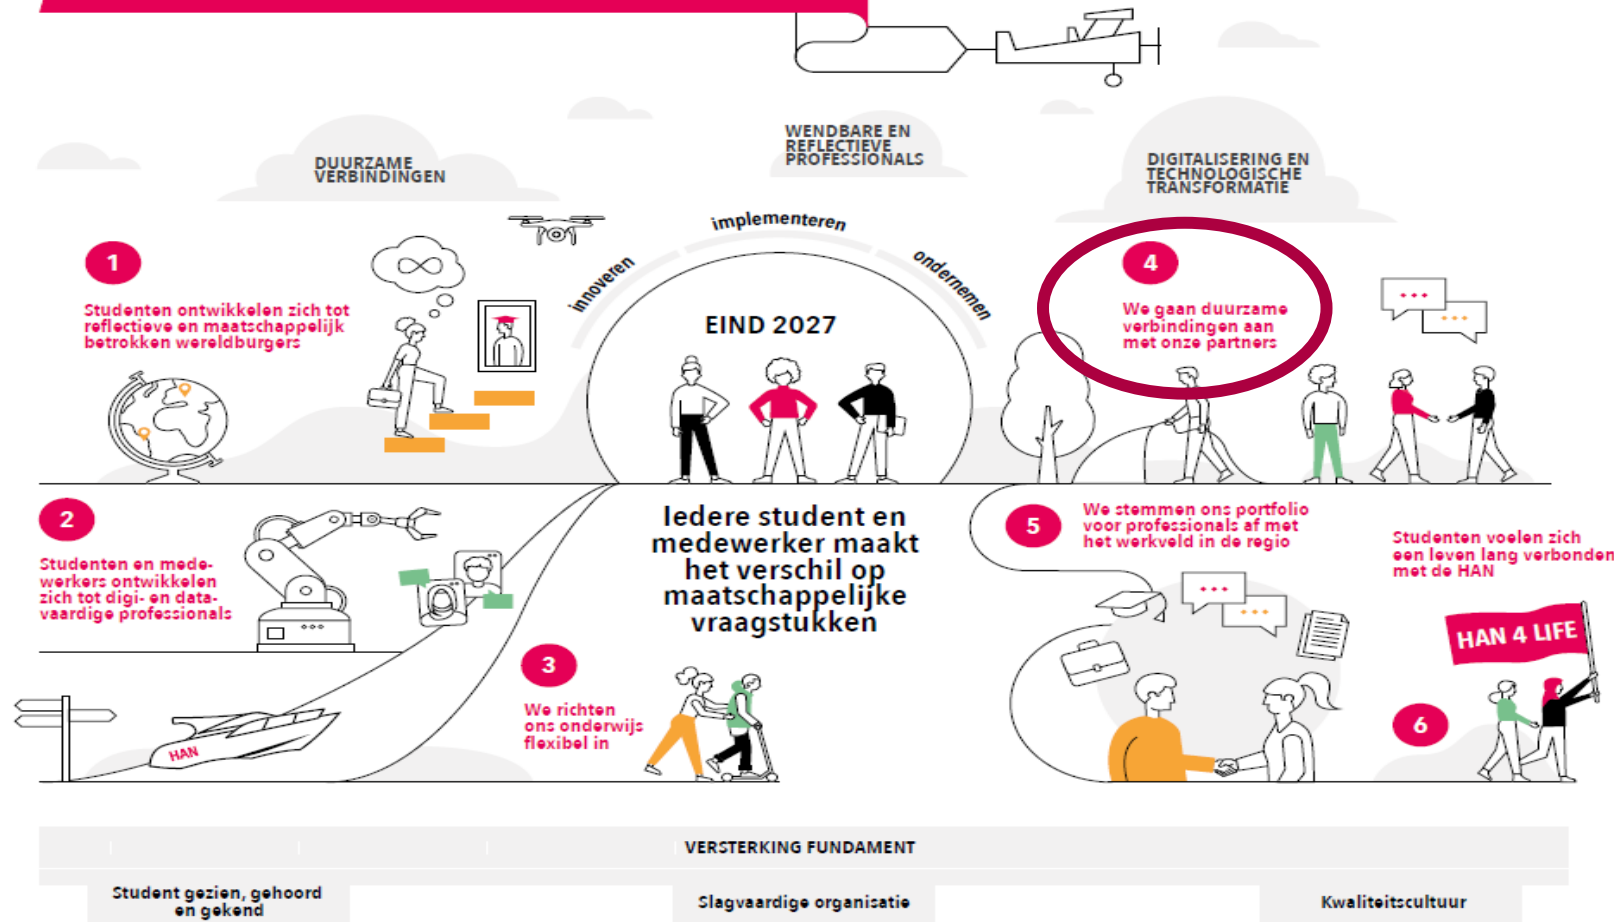 WENDBARE EN
REFLECTIEVE
PROFESSIONALS
DUURZAME
VERBINDINGEN
DIGITALISERING EN
TECHNOLOGISCHE
TRANSFORMATIE
innoveren
implementeren
ondernemen
EIND 2027
1
Studenten ontwikkelen zich tot
reflectieve en maatschappelijk
betrokken wereldburgers
4
We gaan duurzame
verbindingen aan
met onze partners
2
Studenten en mede-
werkers ontwikkelen
zich tot digi- en data-
vaardige professionals
Iedere student en
medewerker maakt
het verschil op
maatschappelijke
vraagstukken
5
We stemmen ons portfolio
voor professionals af met
het werkveld in de regio
Studenten voelen zich
een leven lang verbonden
met de HAN
HAN 4 LIFE
3
We richten
ons onderwijs
flexibel in
HAN
6
VERSTERKING FUNDAMENT
Student gezien, gehoord
en gekend
Slagvaardige organisatie
Kwaliteitscultuur